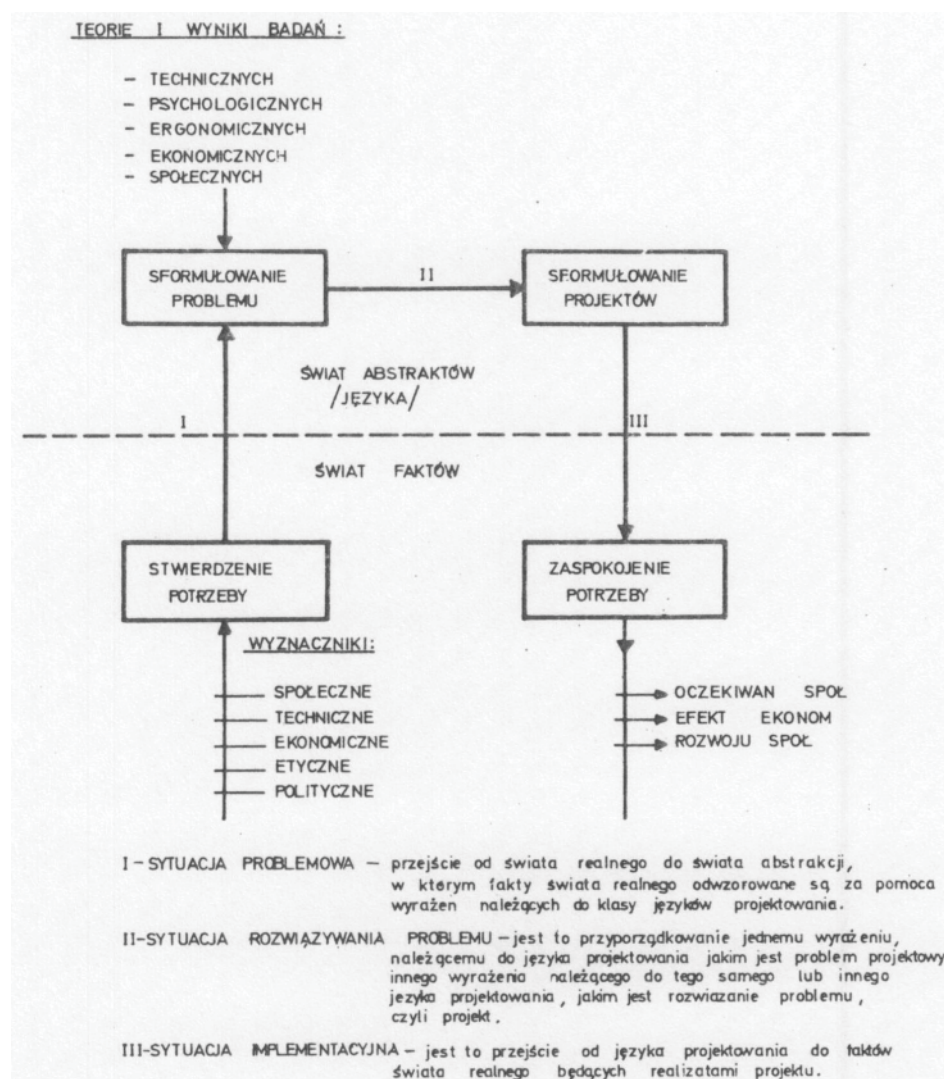 TEORIE I WYNIKI BADAŃ :
- TECHNICZNYCH
- PSYCHOLOGICZNYCH
- ERGONOMICZNYCH
- EKONOMICZNYCH
- SPOŁECZNYCH
SFORMUŁOWANIE
PROBLEMU
II
SFORMUŁOWANIE
PROJEKTÓW
ŚWIAT ABSTRAKTÓW
/JĘZYKA/
I
III
ŚWIAT FAKTÓW
STWIERDZENIE
POTRZEBY
ZASPOKOJENIE
POTRZEBY
WYZNACZNIKI:
SPOŁECZNE
TECHNICZNE
EKONOMICZNE
ETYCZNE
POLITYCZNE
OCZEKIWAN SPOŁ
EFEKT EKONOM
ROZWOJU SPOŁ
I - SYTUACJA PROBLEMOWA - przejście od świata realnego do świata abstrakcji,
w którym fakty świata realnego odwzorowane są za pomoca
wyrażen należących do klasy języków projektowania.
II-SYTUACJA ROZWIĄZYWANIA PROBLEMU - jest to przyporządkowanie jednemu wyrażeniu,
należącemu do języka projektowania jakim jest problem projektowy
innego wyrażenia należącego do tego samego lub innego
jezyka projektowania, jakim jest rozwiazanie problemu,
czyli projekt.
III-SYTUACJA IMPLEMENTACYJNA - jest to przejście od języka projektowania do faktów
świata realnego będących realizatami projektu.